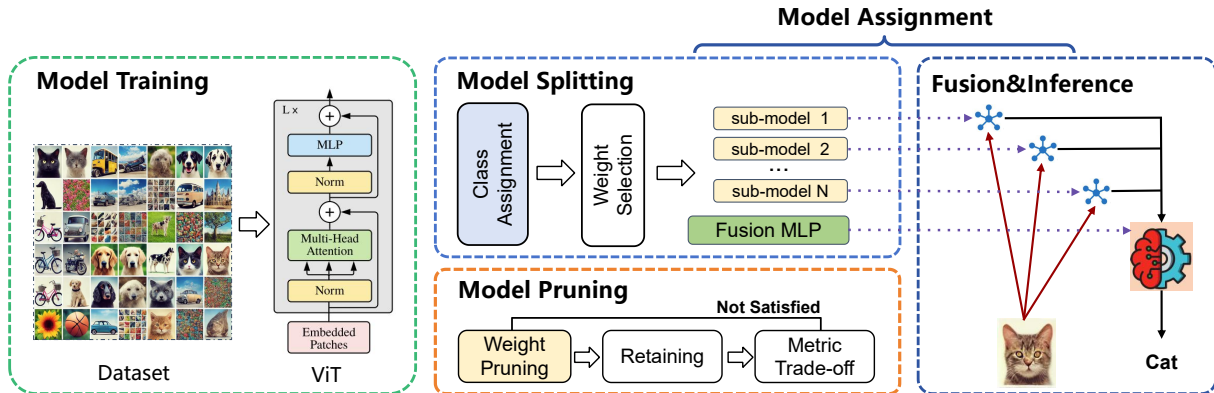 Model Assignment
Model Training
L ×
+
MLP
Norm
+
Multi-Head
Attention
Norm
Embedded
Patches
Dataset
ViT
Model Splitting
Class
Assignment
Weight
Selection
sub-model 1
sub-model 2
...
sub-model N
Fusion MLP
Model Pruning
Not Satisfied
Weight
Pruning
Retaining
Metric
Trade-off
Fusion&Inference
Cat